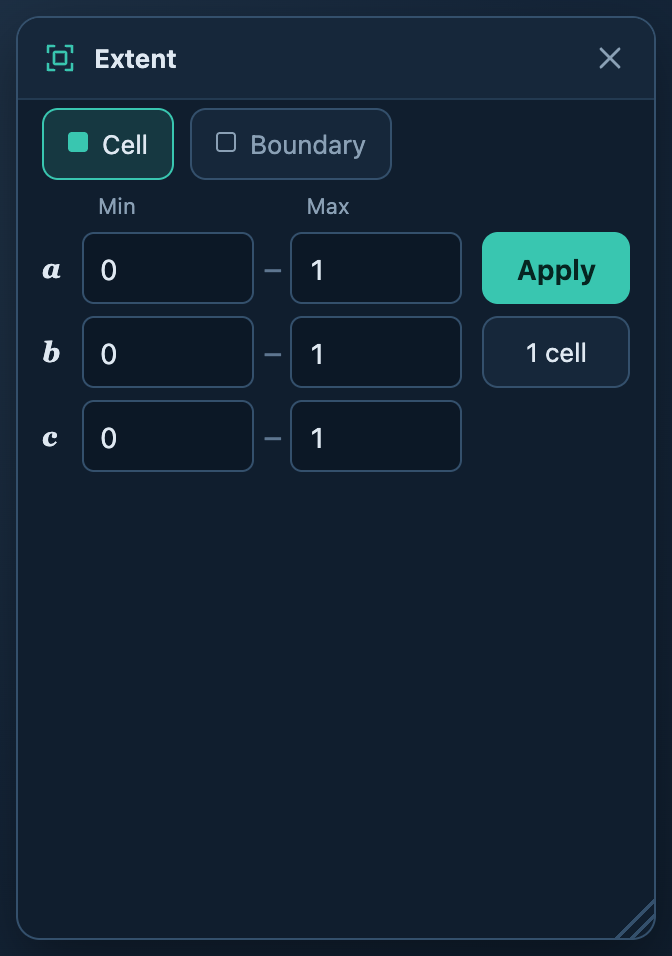 Extent
Cell Boundary
Min Max
a 0 – 1 Apply
b 0 – 1 1 cell
c 0 – 1